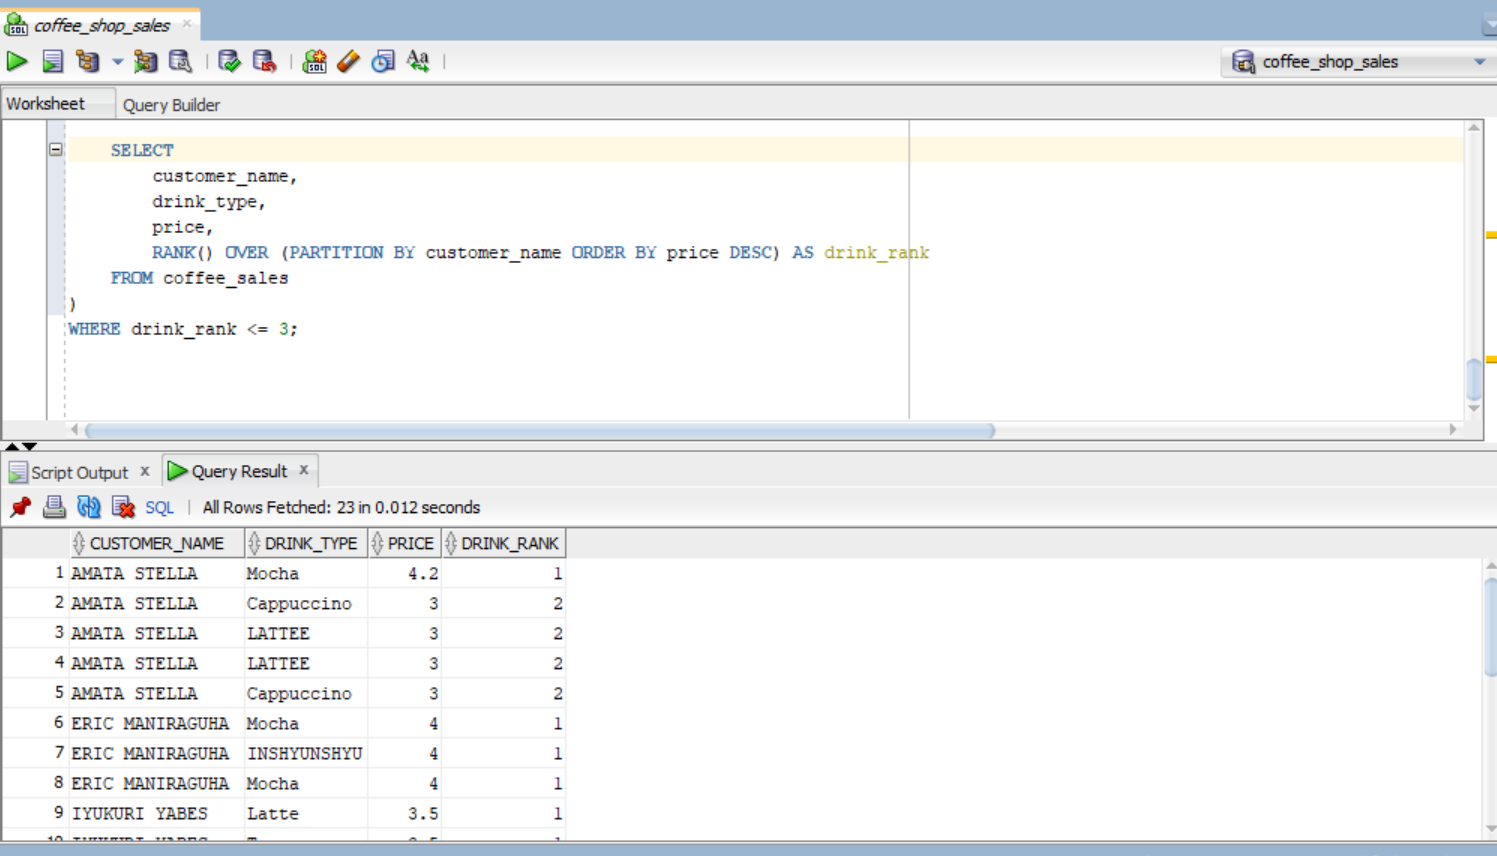 coffee_shop_sales
coffee_shop_sales
Worksheet Query Builder
SELECT
customer_name,
drink_type,
price,
RANK() OVER (PARTITION BY customer_name ORDER BY price DESC) AS drink_rank
FROM coffee_sales
)
WHERE drink_rank <= 3;
Script Output x Query Result x
SQL | All Rows Fetched: 23 in 0.012 seconds
CUSTOMER_NAME DRINK_TYPE PRICE DRINK_RANK
1 AMATA STELLA Mocha 4.2 1
2 AMATA STELLA Cappuccino 3 2
3 AMATA STELLA LATTEE 3 2
4 AMATA STELLA LATTEE 3 2
5 AMATA STELLA Cappuccino 3 2
6 ERIC MANIRAGUHA Mocha 4 1
7 ERIC MANIRAGUHA INSHYUNSHYU 4 1
8 ERIC MANIRAGUHA Mocha 4 1
9 IYUKURI YABES Latte 3.5 1